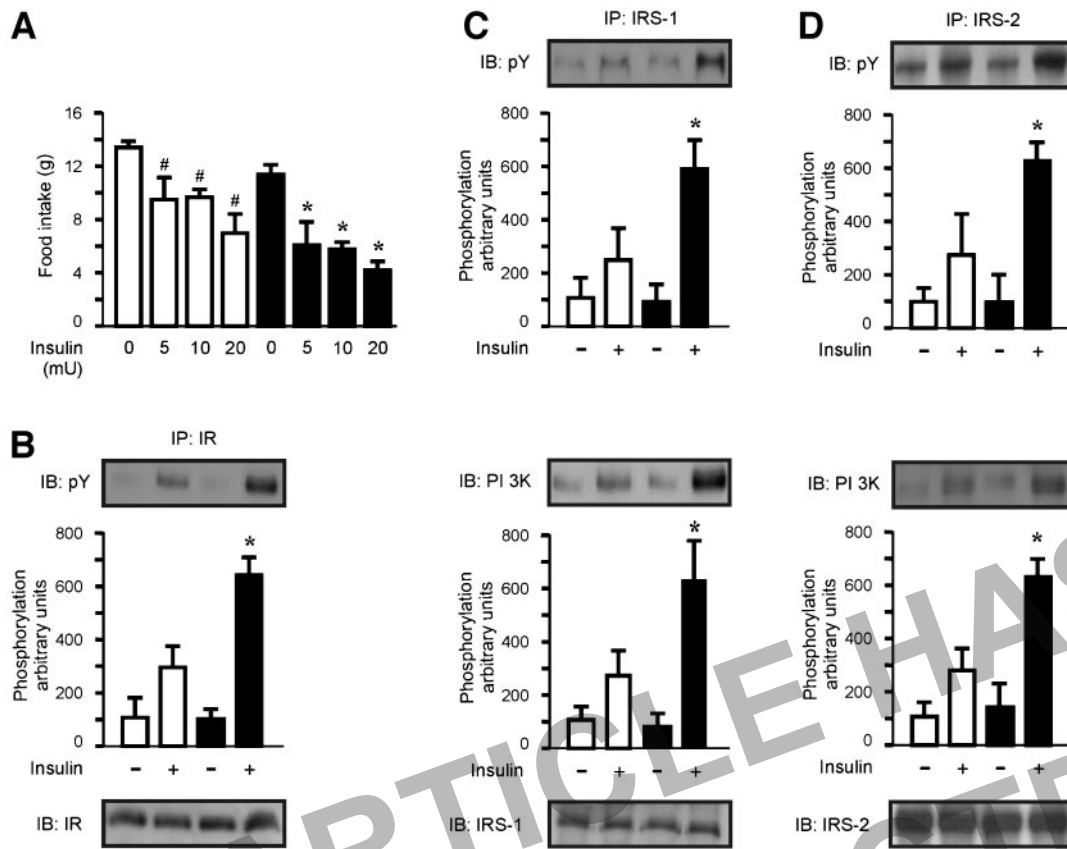 A
Food intake (g)
16
12
8
4
0
# # # * * *
Insulin (mU) 0 5 10 20 0 5 10 20
B
IP: IR
IB: pY
Phosphorylation arbitrary units
800
600
400
200
0
*
Insulin − + − +
IB: IR
C
IP: IRS-1
IB: pY
Phosphorylation arbitrary units
800
600
400
200
0
*
Insulin − + − +
IB: PI 3K
Phosphorylation arbitrary units
800
600
400
200
0
*
Insulin − + − +
IB: IRS-1
D
IP: IRS-2
IB: pY
Phosphorylation arbitrary units
800
600
400
200
0
*
Insulin − + − +
IB: PI 3K
Phosphorylation arbitrary units
800
600
400
200
0
*
Insulin − + − +
IB: IRS-2
ARTICLE